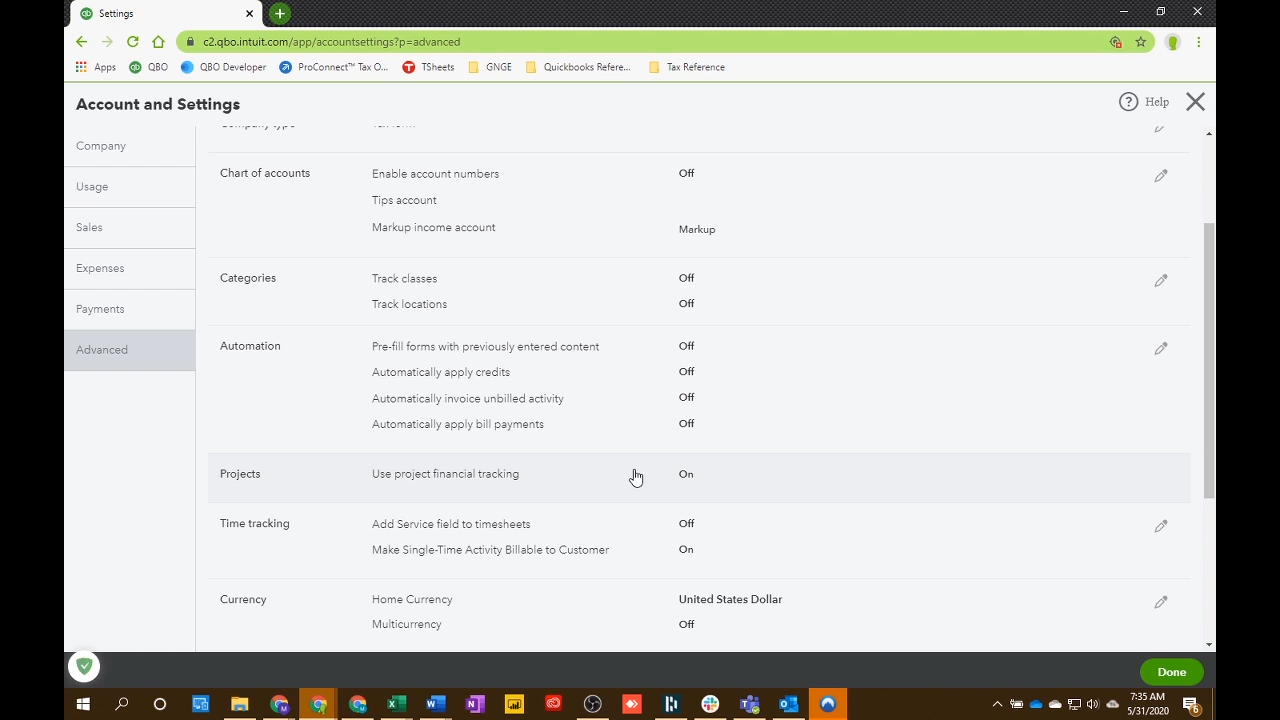 Settings
c2.qbo.intuit.com/app/accountsettings?p=advanced
Apps QBO QBO Developer ProConnect™ Tax O... TSheets GNGE Quickbooks Refere... Tax Reference
Account and Settings
Help
Company
Usage
Sales
Expenses
Payments
Advanced
Company type
Chart of accounts Enable account numbers Off
Tips account
Markup income account Markup
Categories Track classes Off
Track locations Off
Automation Pre-fill forms with previously entered content Off
Automatically apply credits Off
Automatically invoice unbilled activity Off
Automatically apply bill payments Off
Projects Use project financial tracking On
Time tracking Add Service field to timesheets Off
Make Single-Time Activity Billable to Customer On
Currency Home Currency United States Dollar
Multicurrency Off
Done
7:35 AM
5/31/2020